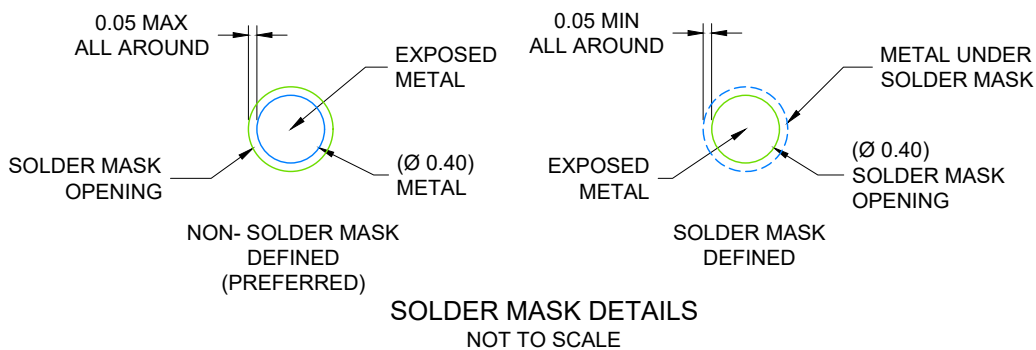 0.05 MAX
ALL AROUND
EXPOSED
METAL
SOLDER MASK
OPENING
(Ø 0.40)
METAL
NON- SOLDER MASK
DEFINED
(PREFERRED)
0.05 MIN
ALL AROUND
METAL UNDER
SOLDER MASK
EXPOSED
METAL
(Ø 0.40)
SOLDER MASK
OPENING
SOLDER MASK
DEFINED
SOLDER MASK DETAILS
NOT TO SCALE